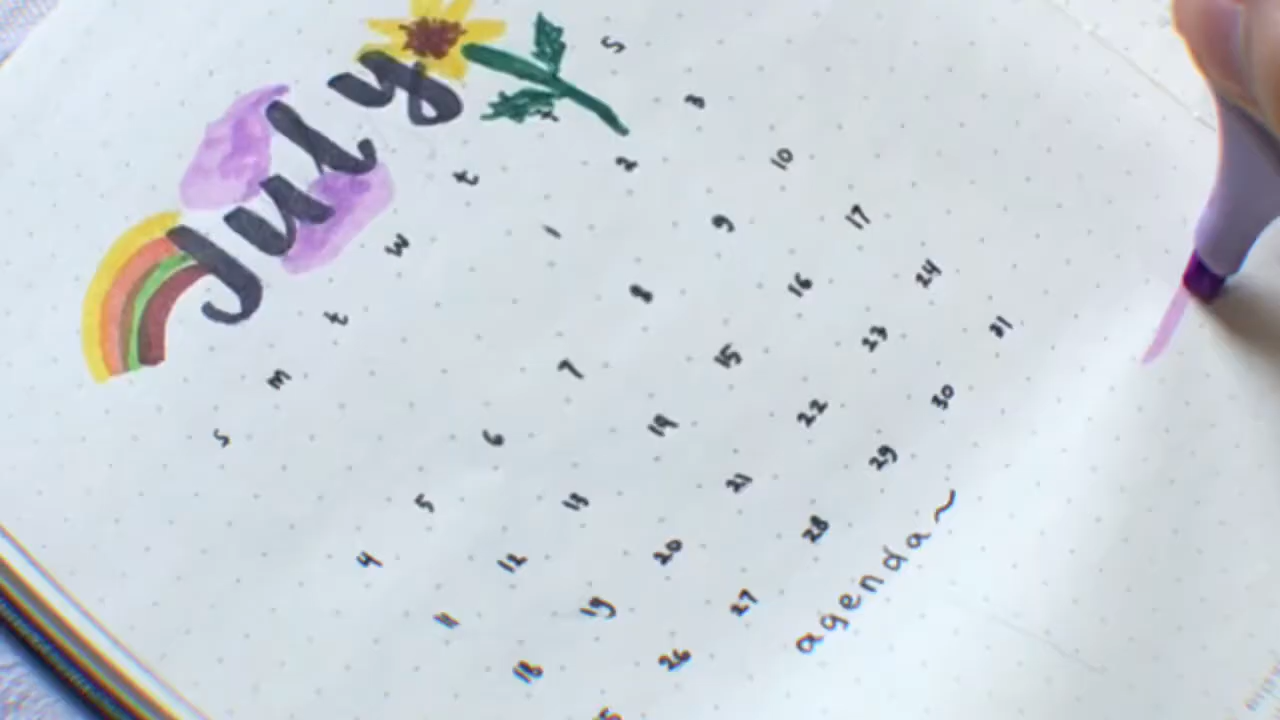 July
s m t w t f s
1 2 3
4 5 6 7 8 9 10
11 12 13 14 15 16 17
18 19 20 21 22 23 24
25 26 27 28 29 30 31
agenda ~